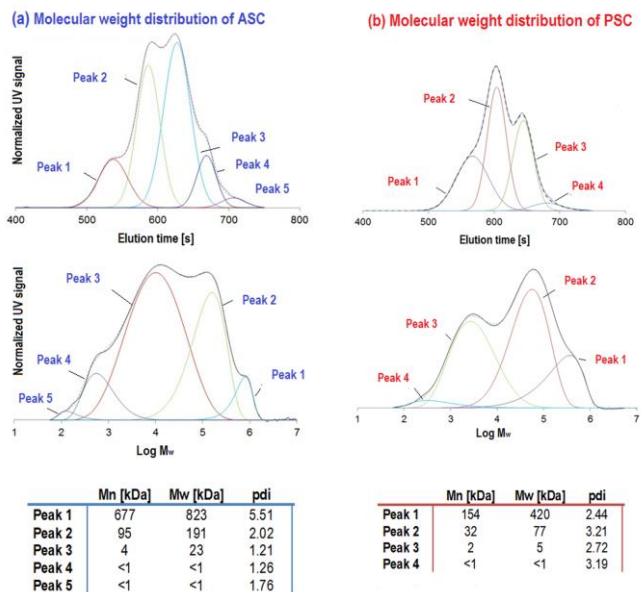 (a) Molecular weight distribution of ASC
Normalized UV signal
Peak 2
Peak 1
Peak 3
Peak 4
Peak 5
400 500 600 700 800
Elution time [s]
Normalized UV signal
Peak 3
Peak 2
Peak 4
Peak 1
Peak 5
1 2 3 4 5 6 7
Log Mw
Mn [kDa] Mw [kDa] pdi
Peak 1 677 823 5.51
Peak 2 95 191 2.02
Peak 3 4 23 1.21
Peak 4 <1 <1 1.26
Peak 5 <1 <1 1.76
(b) Molecular weight distribution of PSC
Peak 2
Peak 3
Peak 1
Peak 4
400 500 600 700 800
Elution time [s]
Peak 2
Peak 3
Peak 1
Peak 4
1 2 3 4 5 6 7
Log Mw
Mn [kDa] Mw [kDa] pdi
Peak 1 154 420 2.44
Peak 2 32 77 3.21
Peak 3 2 5 2.72
Peak 4 <1 <1 3.19